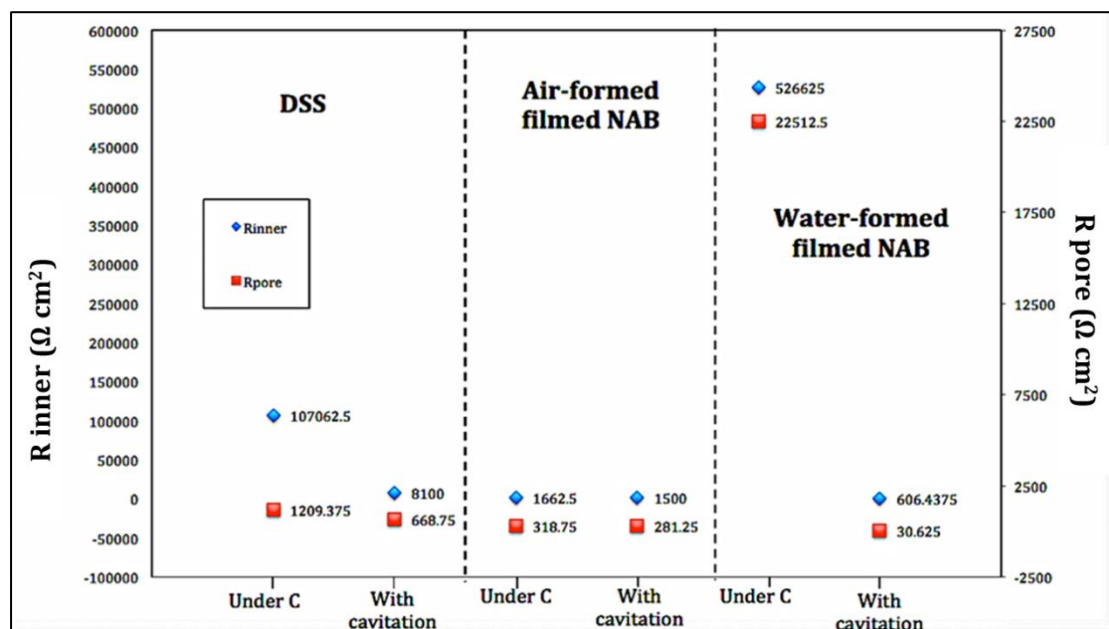 600000
550000
500000
450000
400000
350000
300000
250000
200000
150000
100000
50000
0
-50000
-100000
R inner (Ω cm²)
DSS
Air-formed
filmed NAB
Water-formed
filmed NAB
Rinner
Rpore
107062.5
1209.375
8100
668.75
1662.5
318.75
1500
281.25
526625
22512.5
606.4375
30.625
27500
22500
17500
12500
7500
2500
-2500
R pore (Ω cm²)
Under C
With
cavitation
Under C
With
cavitation
Under C
With
cavitation